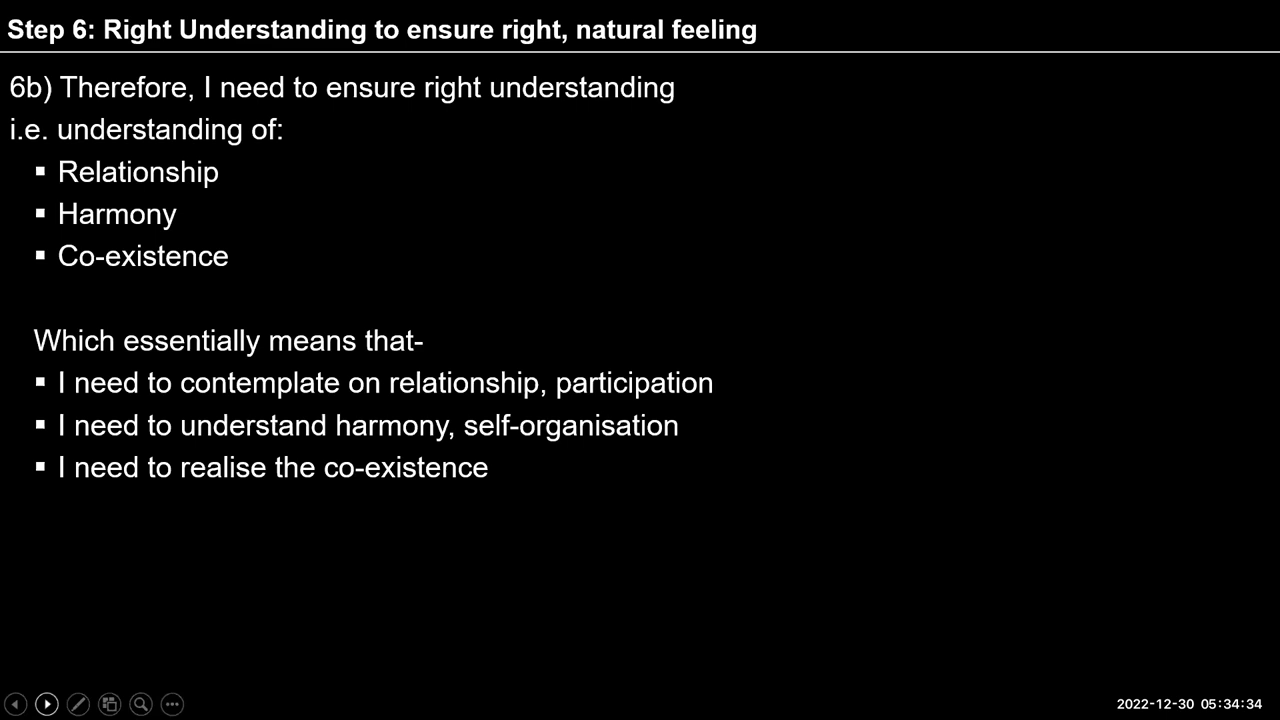 Step 6: Right Understanding to ensure right, natural feeling
6b) Therefore, I need to ensure right understanding
i.e. understanding of:
▪ Relationship
▪ Harmony
▪ Co-existence
Which essentially means that-
▪ I need to contemplate on relationship, participation
▪ I need to understand harmony, self-organisation
▪ I need to realise the co-existence
2022-12-30 05:34:34